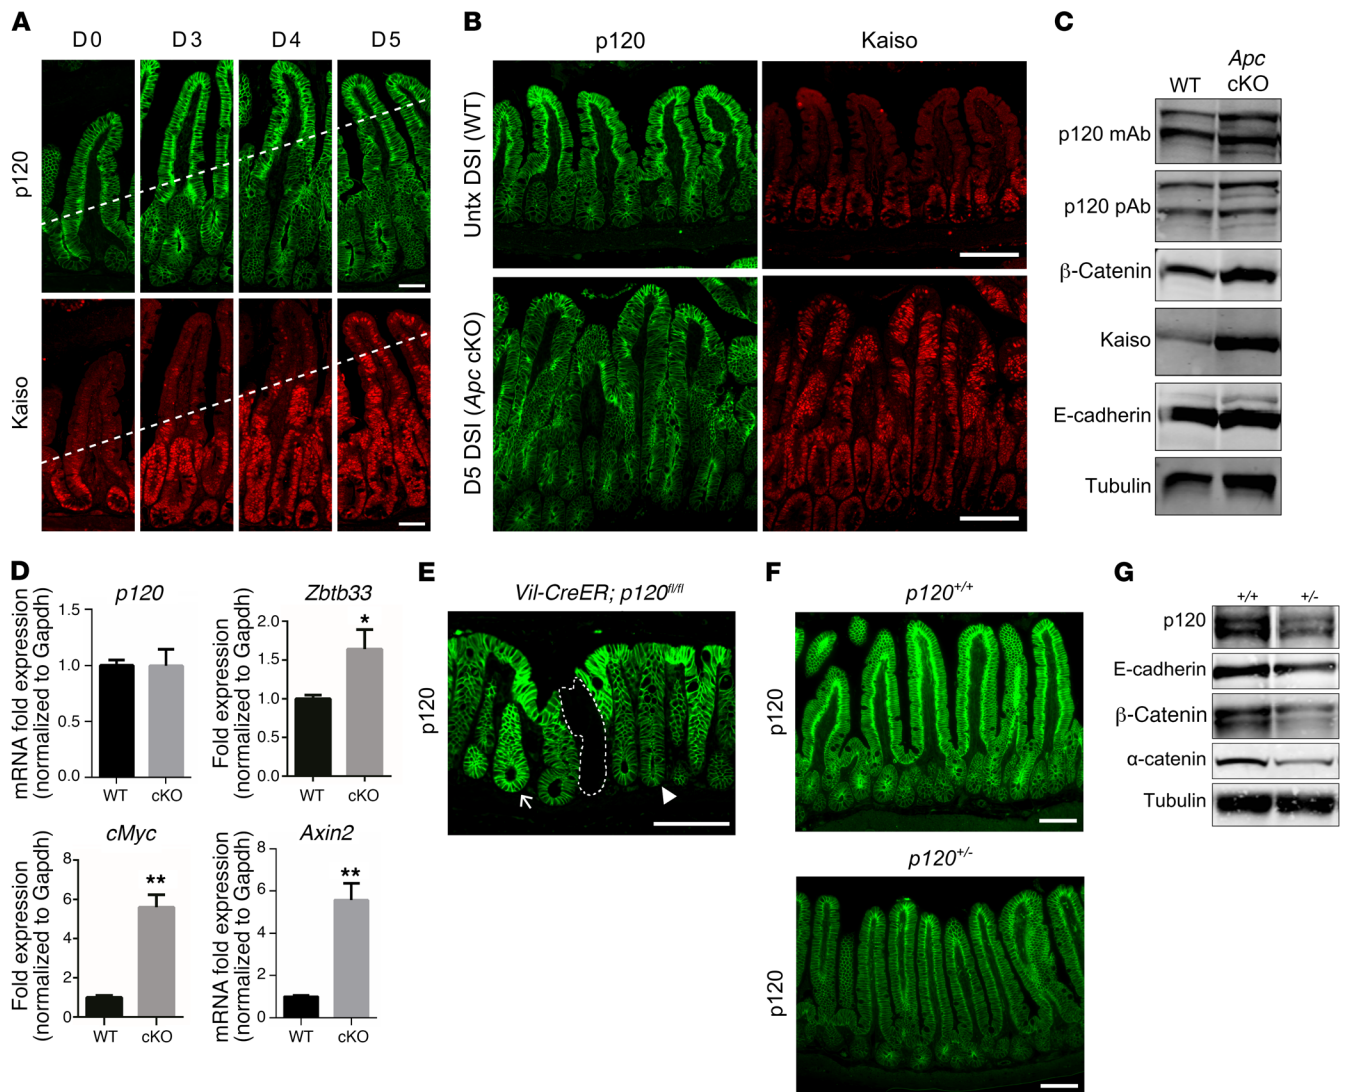 A
D0 D3 D4 D5
p120
Kaiso
B
p120 Kaiso
Untx DSI (WT)
D5 DSI (Apc cKO)
C
WT Apc cKO
p120 mAb
p120 pAb
β-Catenin
Kaiso
E-cadherin
Tubulin
D
p120
mRNA fold expression
(normalized to Gapdh)
1.5
1.0
0.5
0.0
WT cKO
Zbtb33
Fold expression
(normalized to Gapdh)
2.0
1.5
1.0
0.5
0.0
*
WT cKO
cMyc
Fold expression
(normalized to Gapdh)
8
6
4
2
0
**
WT cKO
Axin2
mRNA fold expression
(normalized to Gapdh)
8
6
4
2
0
**
WT cKO
E
Vil-CreER; p120fl/fl
p120
F
p120+/+
p120
p120+/-
p120
G
+/+ +/-
p120
E-cadherin
β-Catenin
α-catenin
Tubulin